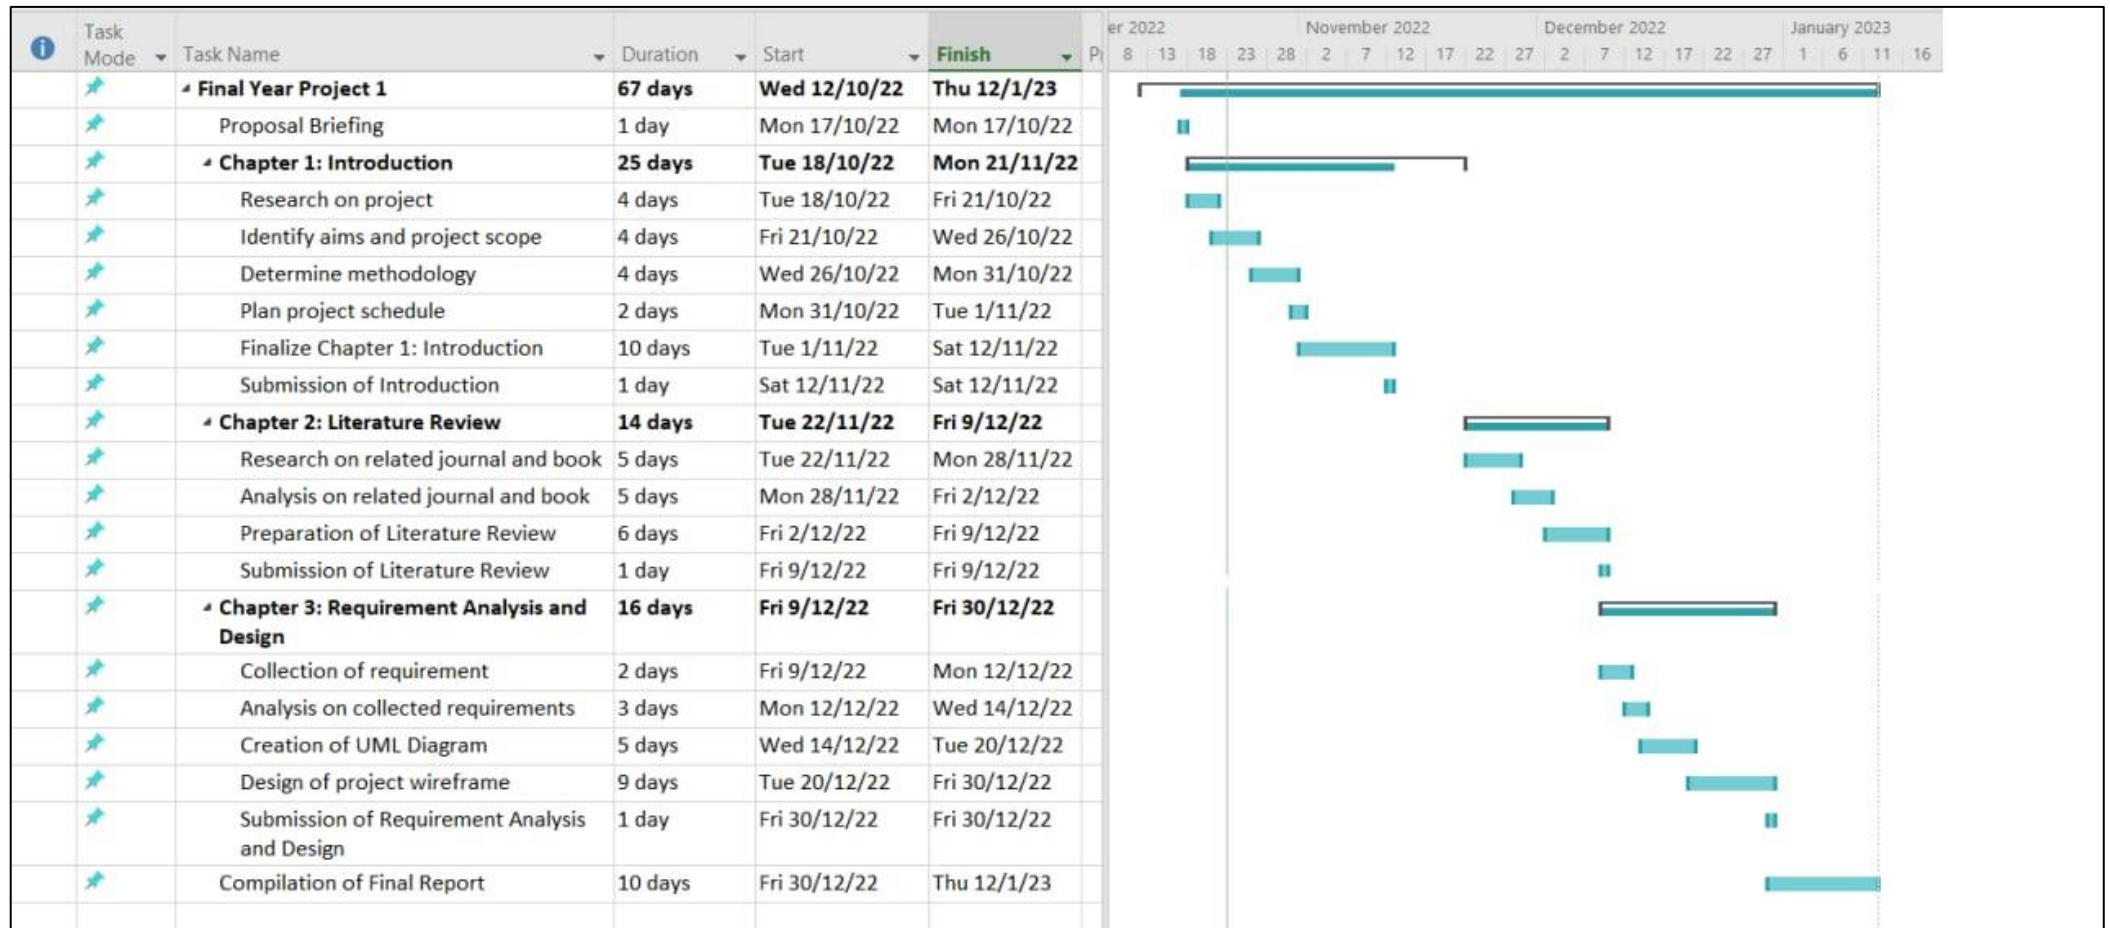 Task
Mode Task Name Duration Start Finish
er 2022 November 2022 December 2022 January 2023
8 13 18 23 28 2 7 12 17 22 27 2 7 12 17 22 27 1 6 11 16
Final Year Project 1 67 days Wed 12/10/22 Thu 12/1/23
Proposal Briefing 1 day Mon 17/10/22 Mon 17/10/22
Chapter 1: Introduction 25 days Tue 18/10/22 Mon 21/11/22
Research on project 4 days Tue 18/10/22 Fri 21/10/22
Identify aims and project scope 4 days Fri 21/10/22 Wed 26/10/22
Determine methodology 4 days Wed 26/10/22 Mon 31/10/22
Plan project schedule 2 days Mon 31/10/22 Tue 1/11/22
Finalize Chapter 1: Introduction 10 days Tue 1/11/22 Sat 12/11/22
Submission of Introduction 1 day Sat 12/11/22 Sat 12/11/22
Chapter 2: Literature Review 14 days Tue 22/11/22 Fri 9/12/22
Research on related journal and book 5 days Tue 22/11/22 Mon 28/11/22
Analysis on related journal and book 5 days Mon 28/11/22 Fri 2/12/22
Preparation of Literature Review 6 days Fri 2/12/22 Fri 9/12/22
Submission of Literature Review 1 day Fri 9/12/22 Fri 9/12/22
Chapter 3: Requirement Analysis and 16 days Fri 9/12/22 Fri 30/12/22
Design
Collection of requirement 2 days Fri 9/12/22 Mon 12/12/22
Analysis on collected requirements 3 days Mon 12/12/22 Wed 14/12/22
Creation of UML Diagram 5 days Wed 14/12/22 Tue 20/12/22
Design of project wireframe 9 days Tue 20/12/22 Fri 30/12/22
Submission of Requirement Analysis 1 day Fri 30/12/22 Fri 30/12/22
and Design
Compilation of Final Report 10 days Fri 30/12/22 Thu 12/1/23